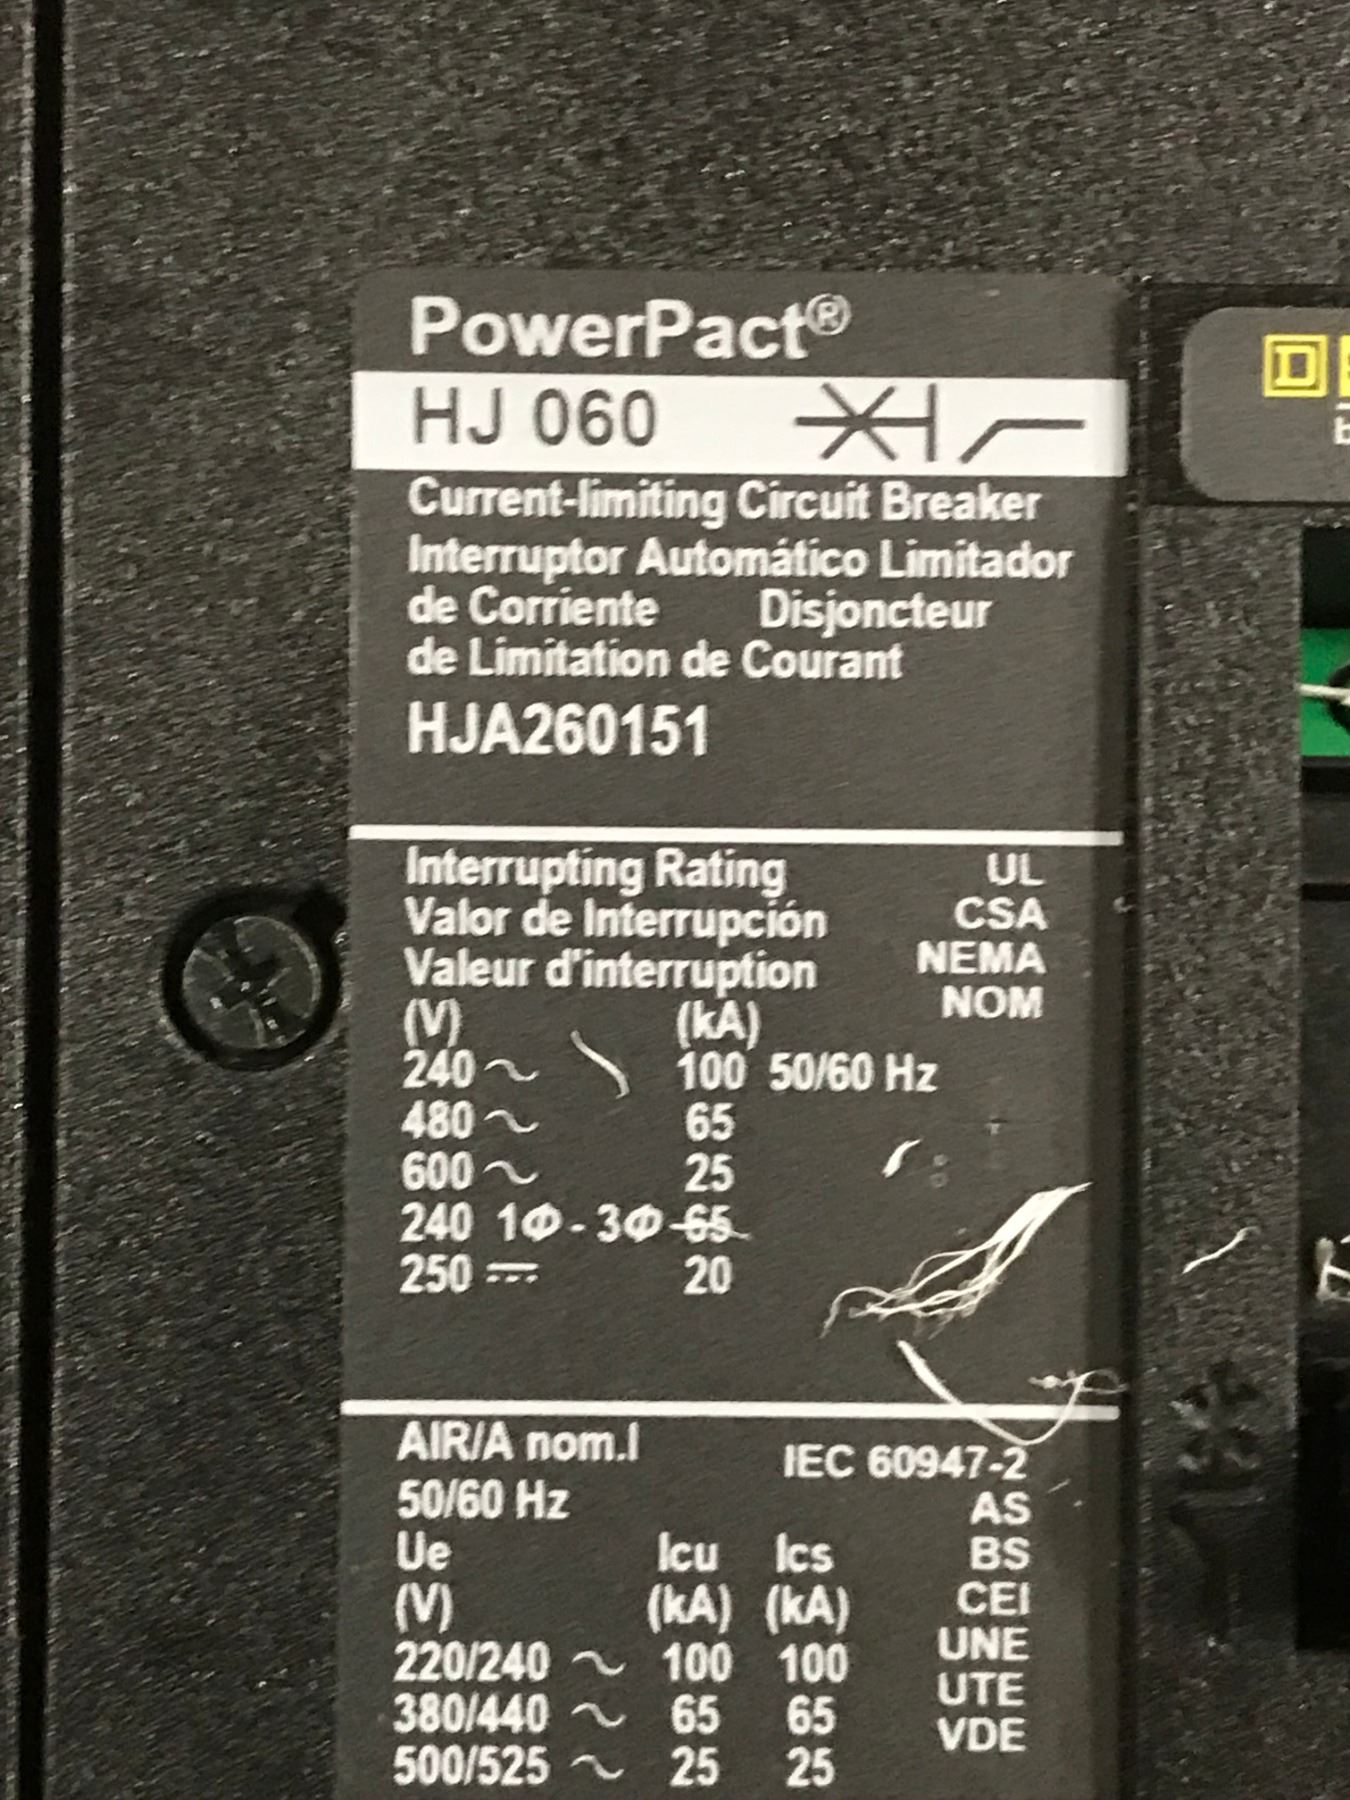 PowerPact®
HJ 060
Current-limiting Circuit Breaker
Interruptor Automático Limitador
de Corriente Disjoncteur
de Limitation de Courant
HJA260151
Interrupting Rating UL
Valor de Interrupción CSA
Valeur d'interruption NEMA
(V) (kA) NOM
240 ~ 100 50/60 Hz
480 ~ 65
600 ~ 25
240 1Φ - 3Φ 65
250 ⎓ 20
AIR/A nom.I IEC 60947-2
50/60 Hz AS
Ue Icu Ics BS
(V) (kA) (kA) CEI
220/240 ~ 100 100 UNE
380/440 ~ 65 65 UTE
500/525 ~ 25 25 VDE
D